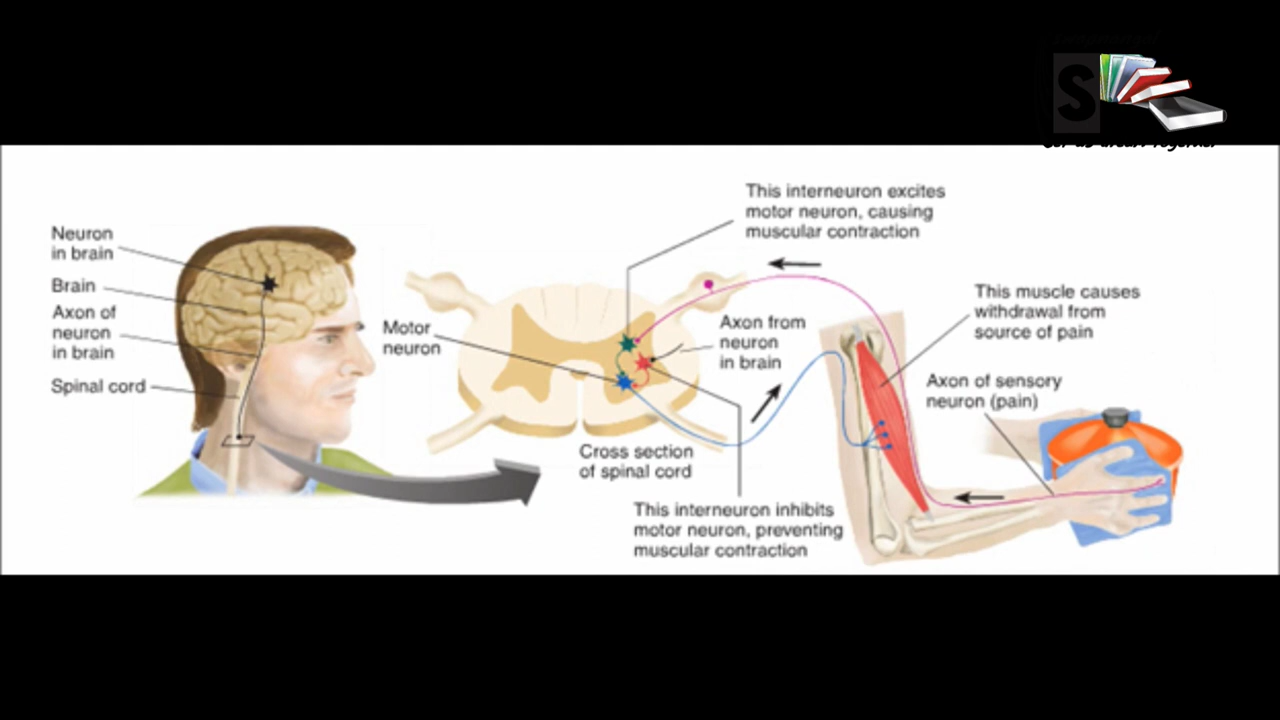 S
Neuron
in brain
Brain
Axon of
neuron
in brain
Spinal cord
Motor
neuron
This interneuron excites
motor neuron, causing
muscular contraction
Axon from
neuron
in brain
Cross section
of spinal cord
This interneuron inhibits
motor neuron, preventing
muscular contraction
This muscle causes
withdrawal from
source of pain
Axon of sensory
neuron (pain)